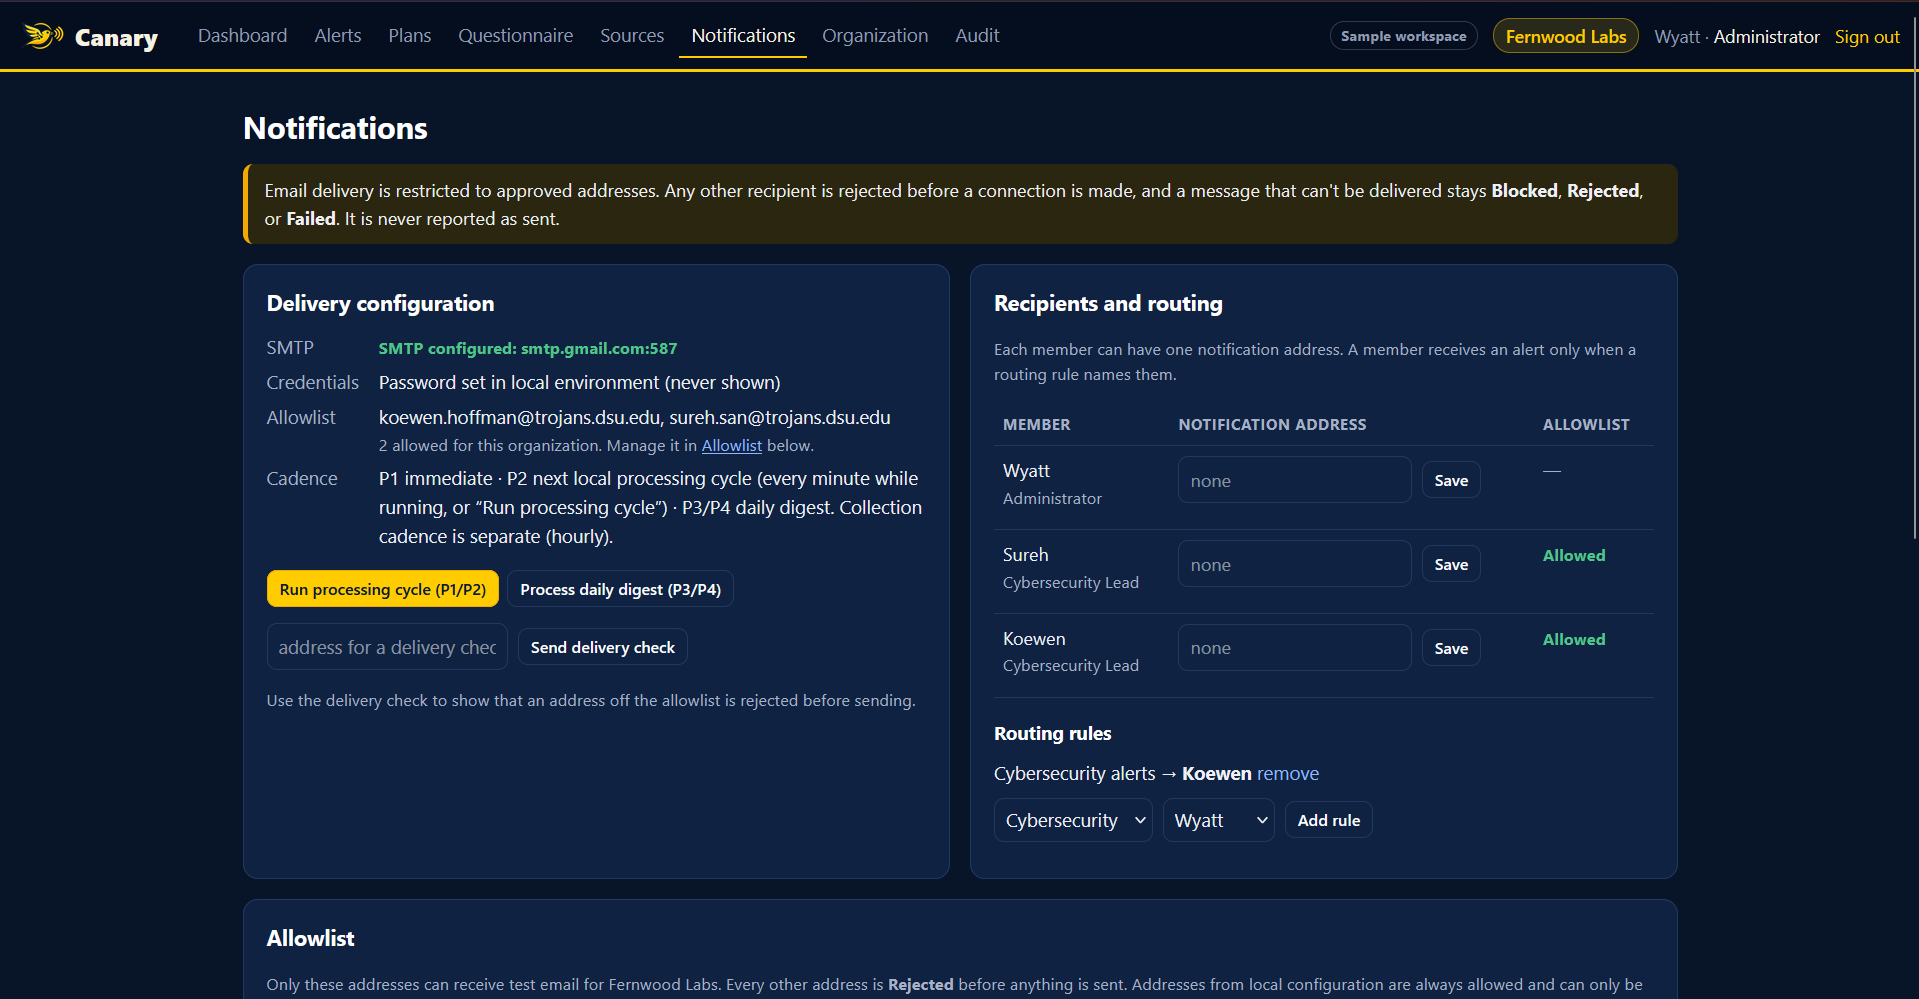 Canary
Dashboard Alerts Plans Questionnaire Sources Notifications Organization Audit
Sample workspace Fernwood Labs Wyatt · Administrator Sign out
Notifications
Email delivery is restricted to approved addresses. Any other recipient is rejected before a connection is made, and a message that can't be delivered stays Blocked, Rejected,
or Failed. It is never reported as sent.
Delivery configuration
SMTP SMTP configured: smtp.gmail.com:587
Credentials Password set in local environment (never shown)
Allowlist koewen.hoffman@trojans.dsu.edu, sureh.san@trojans.dsu.edu
2 allowed for this organization. Manage it in Allowlist below.
Cadence P1 immediate · P2 next local processing cycle (every minute while
running, or “Run processing cycle”) · P3/P4 daily digest. Collection
cadence is separate (hourly).
Run processing cycle (P1/P2) Process daily digest (P3/P4)
address for a delivery chec Send delivery check
Use the delivery check to show that an address off the allowlist is rejected before sending.
Recipients and routing
Each member can have one notification address. A member receives an alert only when a
routing rule names them.
MEMBER NOTIFICATION ADDRESS ALLOWLIST
Wyatt none Save —
Administrator
Sureh none Save Allowed
Cybersecurity Lead
Koewen none Save Allowed
Cybersecurity Lead
Routing rules
Cybersecurity alerts → Koewen remove
Cybersecurity Wyatt Add rule
Allowlist
Only these addresses can receive test email for Fernwood Labs. Every other address is Rejected before anything is sent. Addresses from local configuration are always allowed and can only be